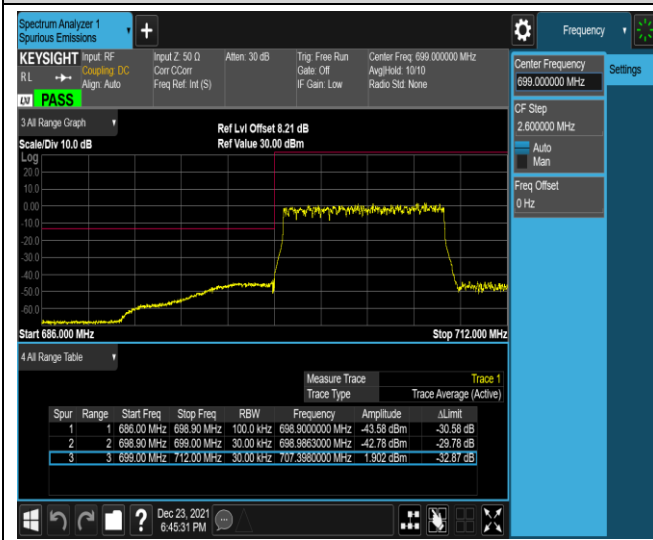 Spectrum Analyzer 1
Spurious Emissions
Frequency
KEYSIGHT Input: RF Input Z: 50 Ω Atten: 30 dB Trig: Free Run Center Freq: 699.000000 MHz
R L Coupling: DC Corr CCorr Gate: Off Avg|Hold: 10/10
Align: Auto Freq Ref: Int (S) IF Gain: Low Radio Std: None
LXI PASS
Center Frequency
699.000000 MHz
Settings
CF Step
2.600000 MHz
Auto
Man
Freq Offset
0 Hz
3 All Range Graph
Ref Lvl Offset 8.21 dB
Scale/Div 10.0 dB Ref Value 30.00 dBm
Log
20.0
10.0
0.00
-10.0
-20.0
-30.0
-40.0
-50.0
-60.0
Start 686.000 MHz Stop 712.000 MHz
4 All Range Table
Measure Trace Trace 1
Trace Type Trace Average (Active)
Spur Range Start Freq Stop Freq RBW Frequency Amplitude ΔLimit
1 1 686.00 MHz 698.90 MHz 100.0 kHz 698.9000000 MHz -43.58 dBm -30.58 dB
2 2 698.90 MHz 699.00 MHz 30.00 kHz 698.9863000 MHz -42.78 dBm -29.78 dB
3 3 699.00 MHz 712.00 MHz 30.00 kHz 707.3980000 MHz 1.902 dBm -32.87 dB
?
Dec 23, 2021
6:45:31 PM